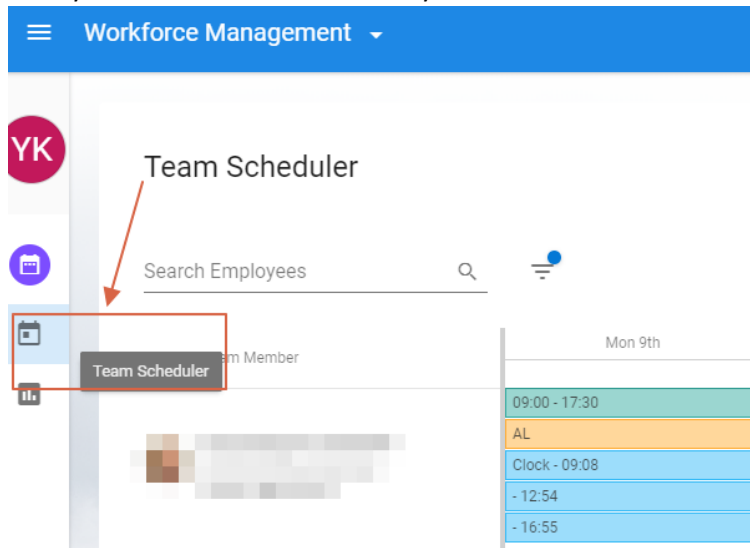 Workforce Management
YK
Team Scheduler
Search Employees
Mon 9th
Member
Team Scheduler
09:00 - 17:30
AL
Clock - 09:08
- 12:54
- 16:55